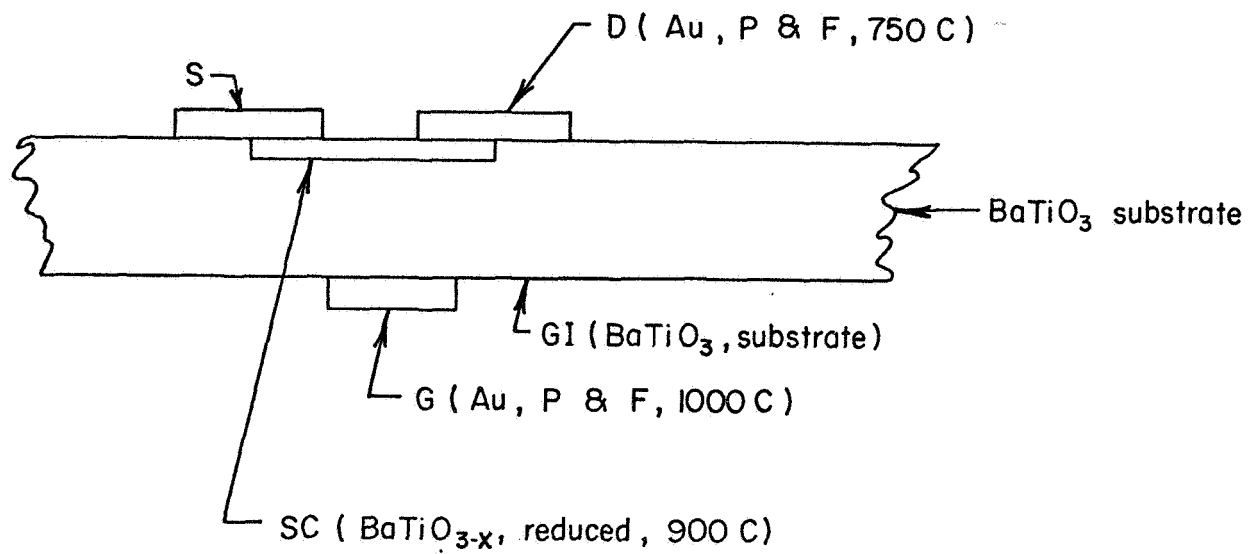 D ( Au, P & F, 750 C )
S
BaTiO₃ substrate
GI ( BaTiO₃, substrate )
G ( Au, P & F, 1000 C )
SC ( BaTiO₃₋ₓ, reduced, 900 C )